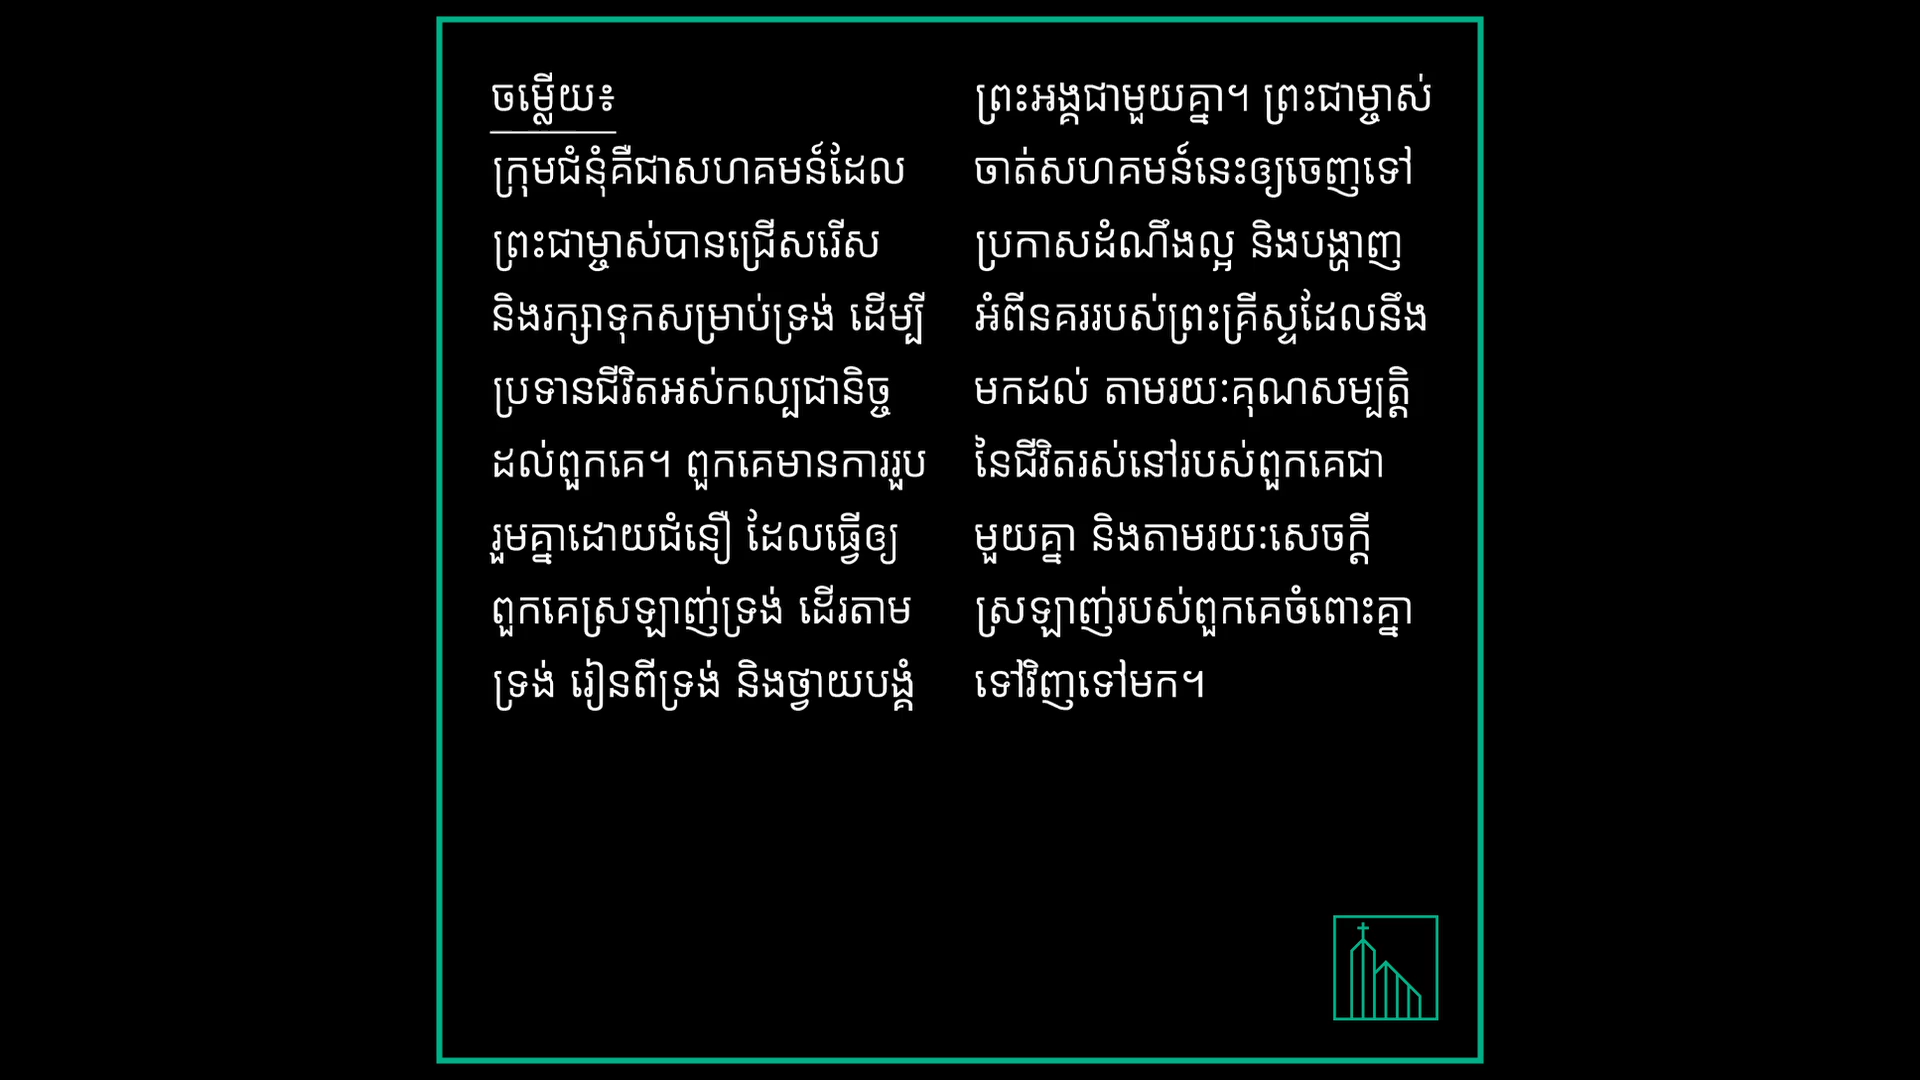 ចម្លើយ៖
ក្រុមជំនុំគឺជាសហគមន៍ដែល
ព្រះជាម្ចាស់បានជ្រើសរើស
និងរក្សាទុកសម្រាប់ទ្រង់ ដើម្បី
ប្រទានជីវិតអស់កល្បជានិច្ច
ដល់ពួកគេ។ ពួកគេមានការរួប
រួមគ្នាដោយជំនឿ ដែលធ្វើឲ្យ
ពួកគេស្រឡាញ់ទ្រង់ ដើរតាម
ទ្រង់ រៀនពីទ្រង់ និងថ្វាយបង្គំ
ព្រះអង្គជាមួយគ្នា។ ព្រះជាម្ចាស់
ចាត់សហគមន៍នេះឲ្យចេញទៅ
ប្រកាសដំណឹងល្អ និងបង្ហាញ
អំពីនគររបស់ព្រះគ្រីស្ទដែលនឹង
មកដល់ តាមរយៈគុណសម្បត្តិ
នៃជីវិតរស់នៅរបស់ពួកគេជា
មួយគ្នា និងតាមរយៈសេចក្តី
ស្រឡាញ់របស់ពួកគេចំពោះគ្នា
ទៅវិញទៅមក។